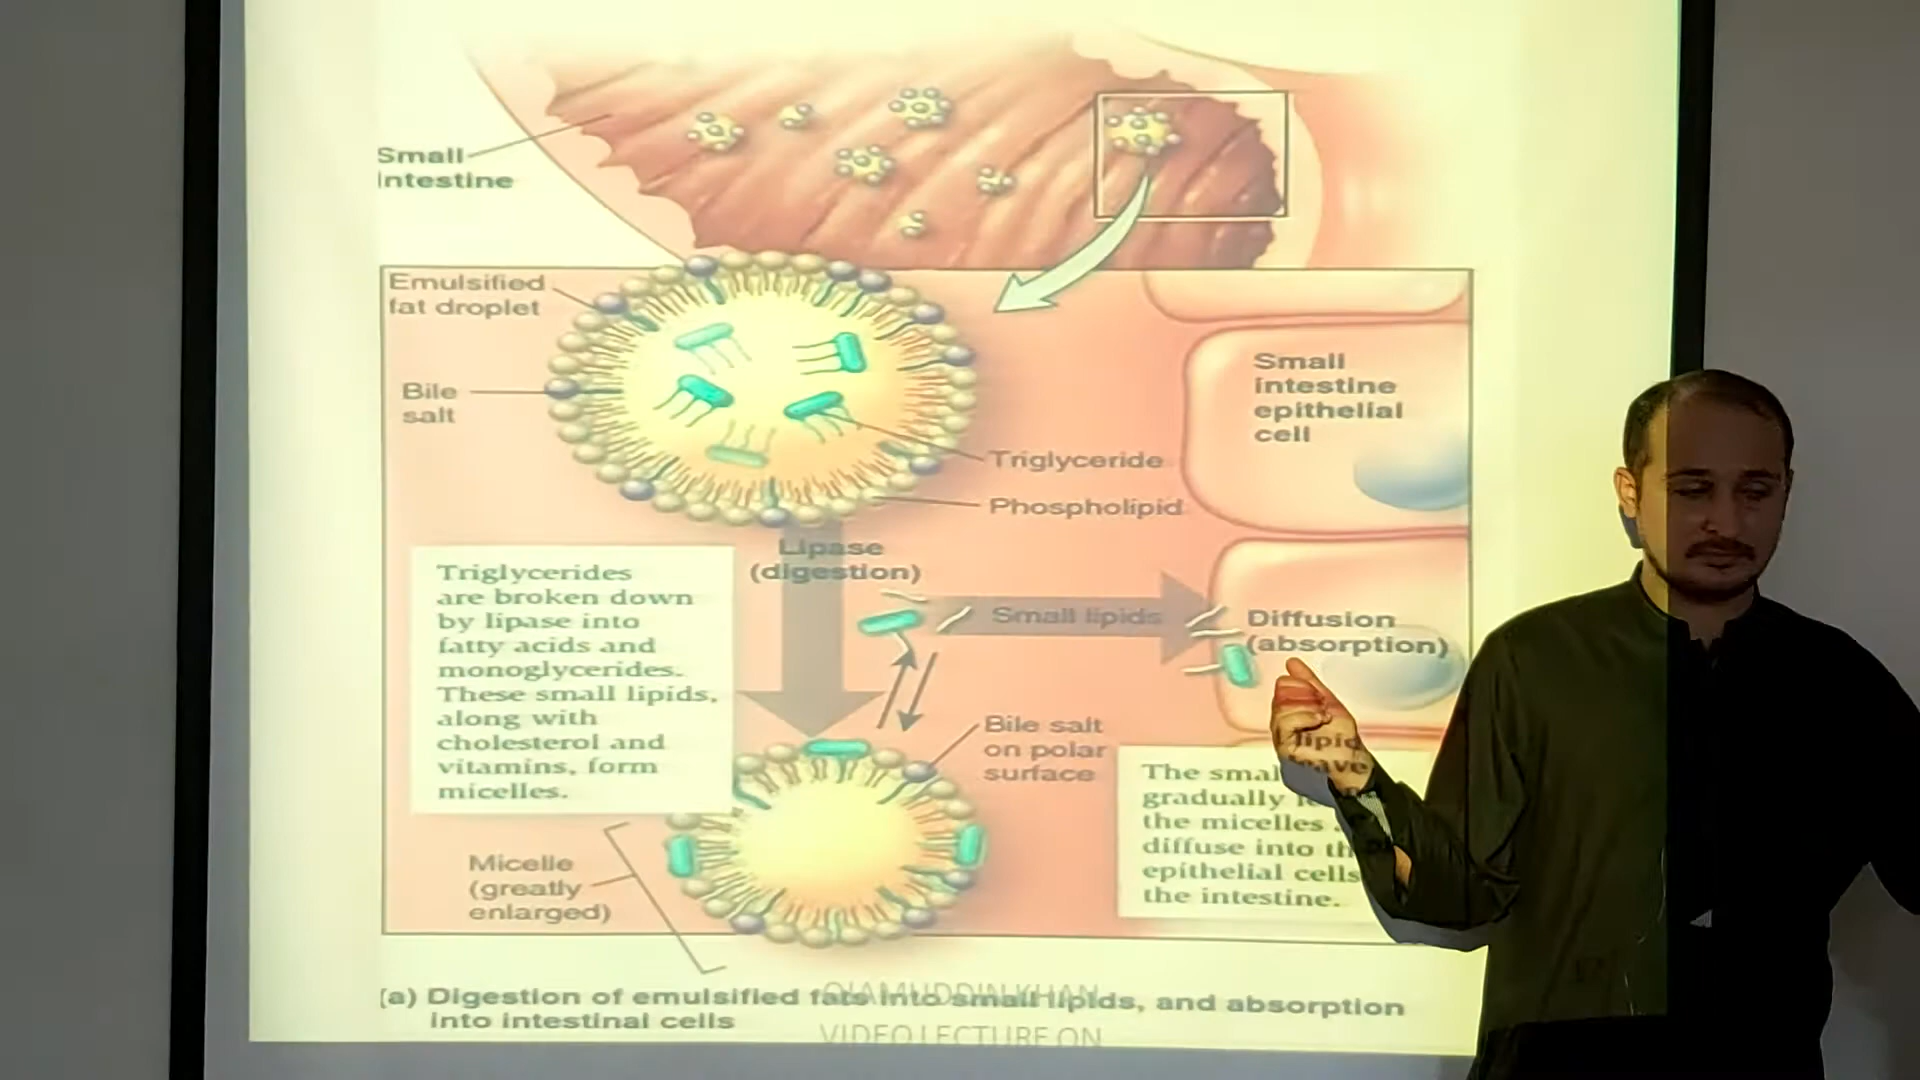 Small
intestine
Emulsified
fat droplet
Bile
salt
Small
intestine
epithelial
cell
Triglyceride
Phospholipid
Lipase
(digestion)
Triglycerides
are broken down
by lipase into
fatty acids and
monoglycerides.
These small lipids,
along with
cholesterol and
vitamins, form
micelles.
Small lipids
Diffusion
(absorption)
Bile salt
on polar
surface
The small lipid
gradually leave
the micelles
diffuse into
epithelial cells
the intestine.
Micelle
(greatly
enlarged)
(a) Digestion of emulsified fats into small lipids, and absorption
into intestinal cells
QIAMUDDIN KHAN
VIDEO LECTURE ON